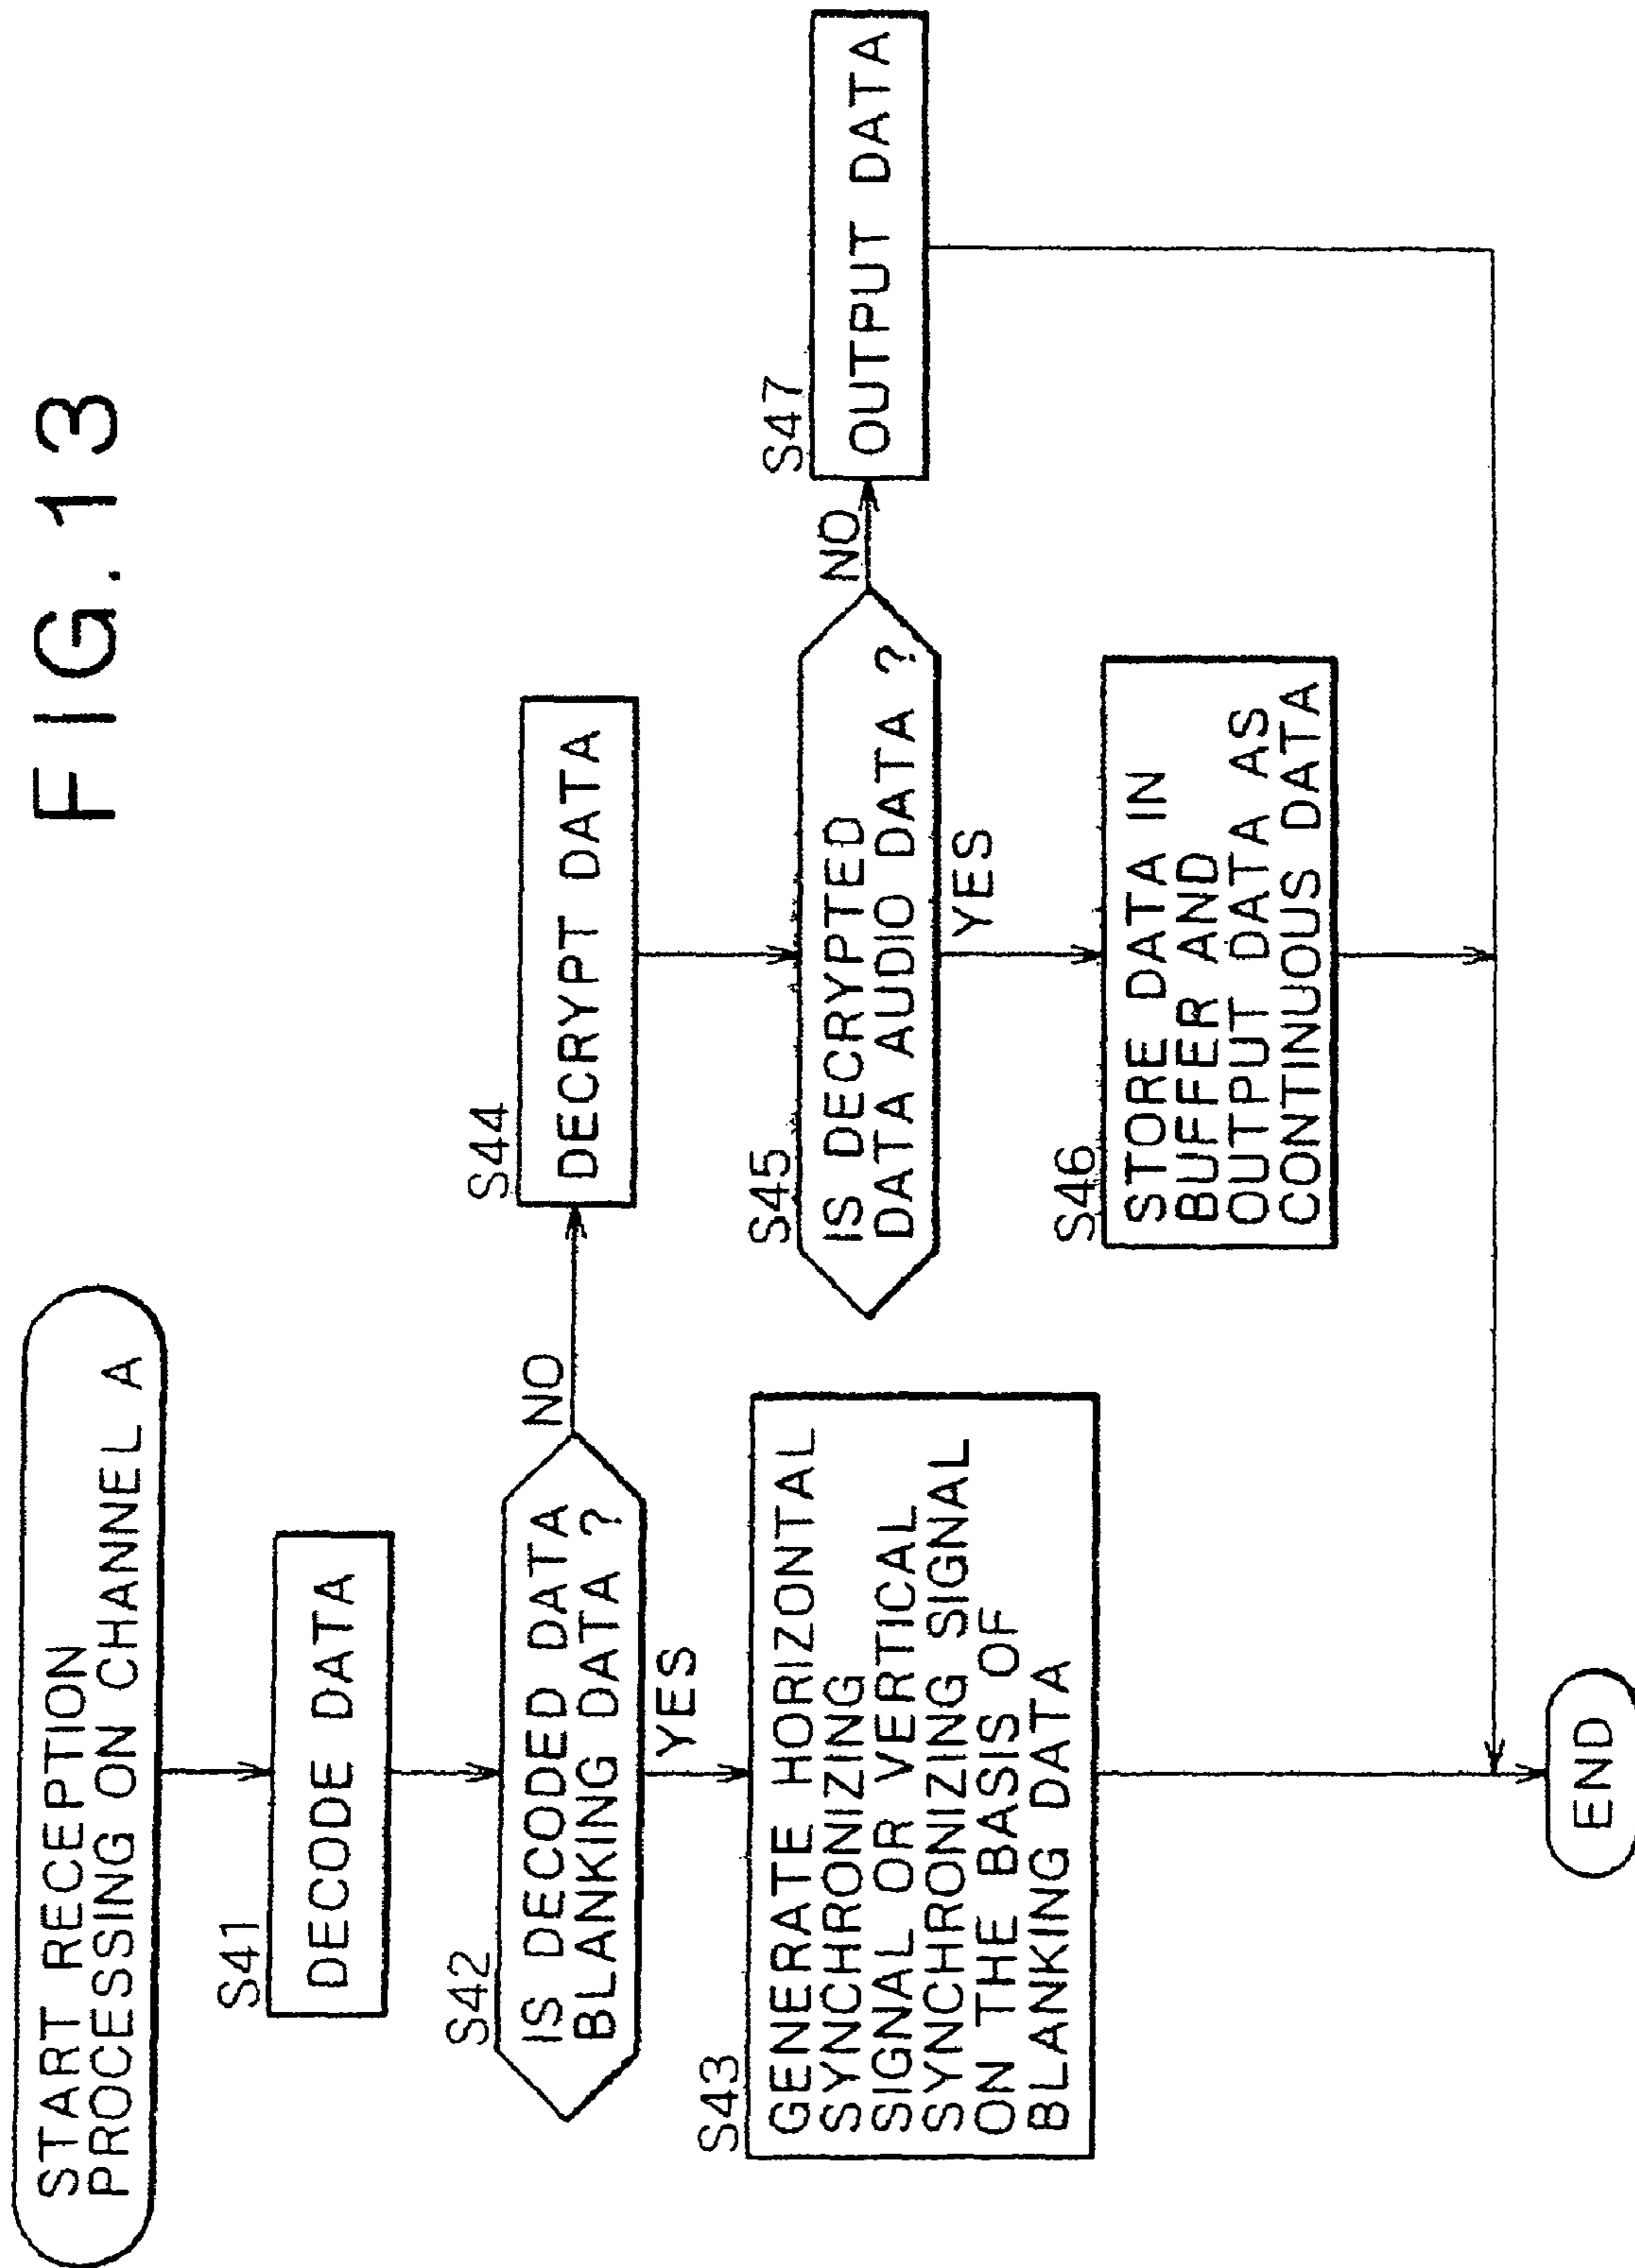 FIG. 13
START RECEPTION
PROCESSING ON CHANNEL A
S41
DECODE DATA
S42
IS DECODED DATA
BLANKING DATA ?
NO
YES
S43
GENERATE HORIZONTAL
SYNCHRONIZING
SIGNAL OR VERTICAL
SYNCHRONIZING SIGNAL
ON THE BASIS OF
BLANKING DATA
S44
DECRYPT DATA
S45
IS DECRYPTED
DATA AUDIO DATA ?
NO
YES
S46
STORE DATA IN
BUFFER AND
OUTPUT DATA AS
CONTINUOUS DATA
S47
OUTPUT DATA
END